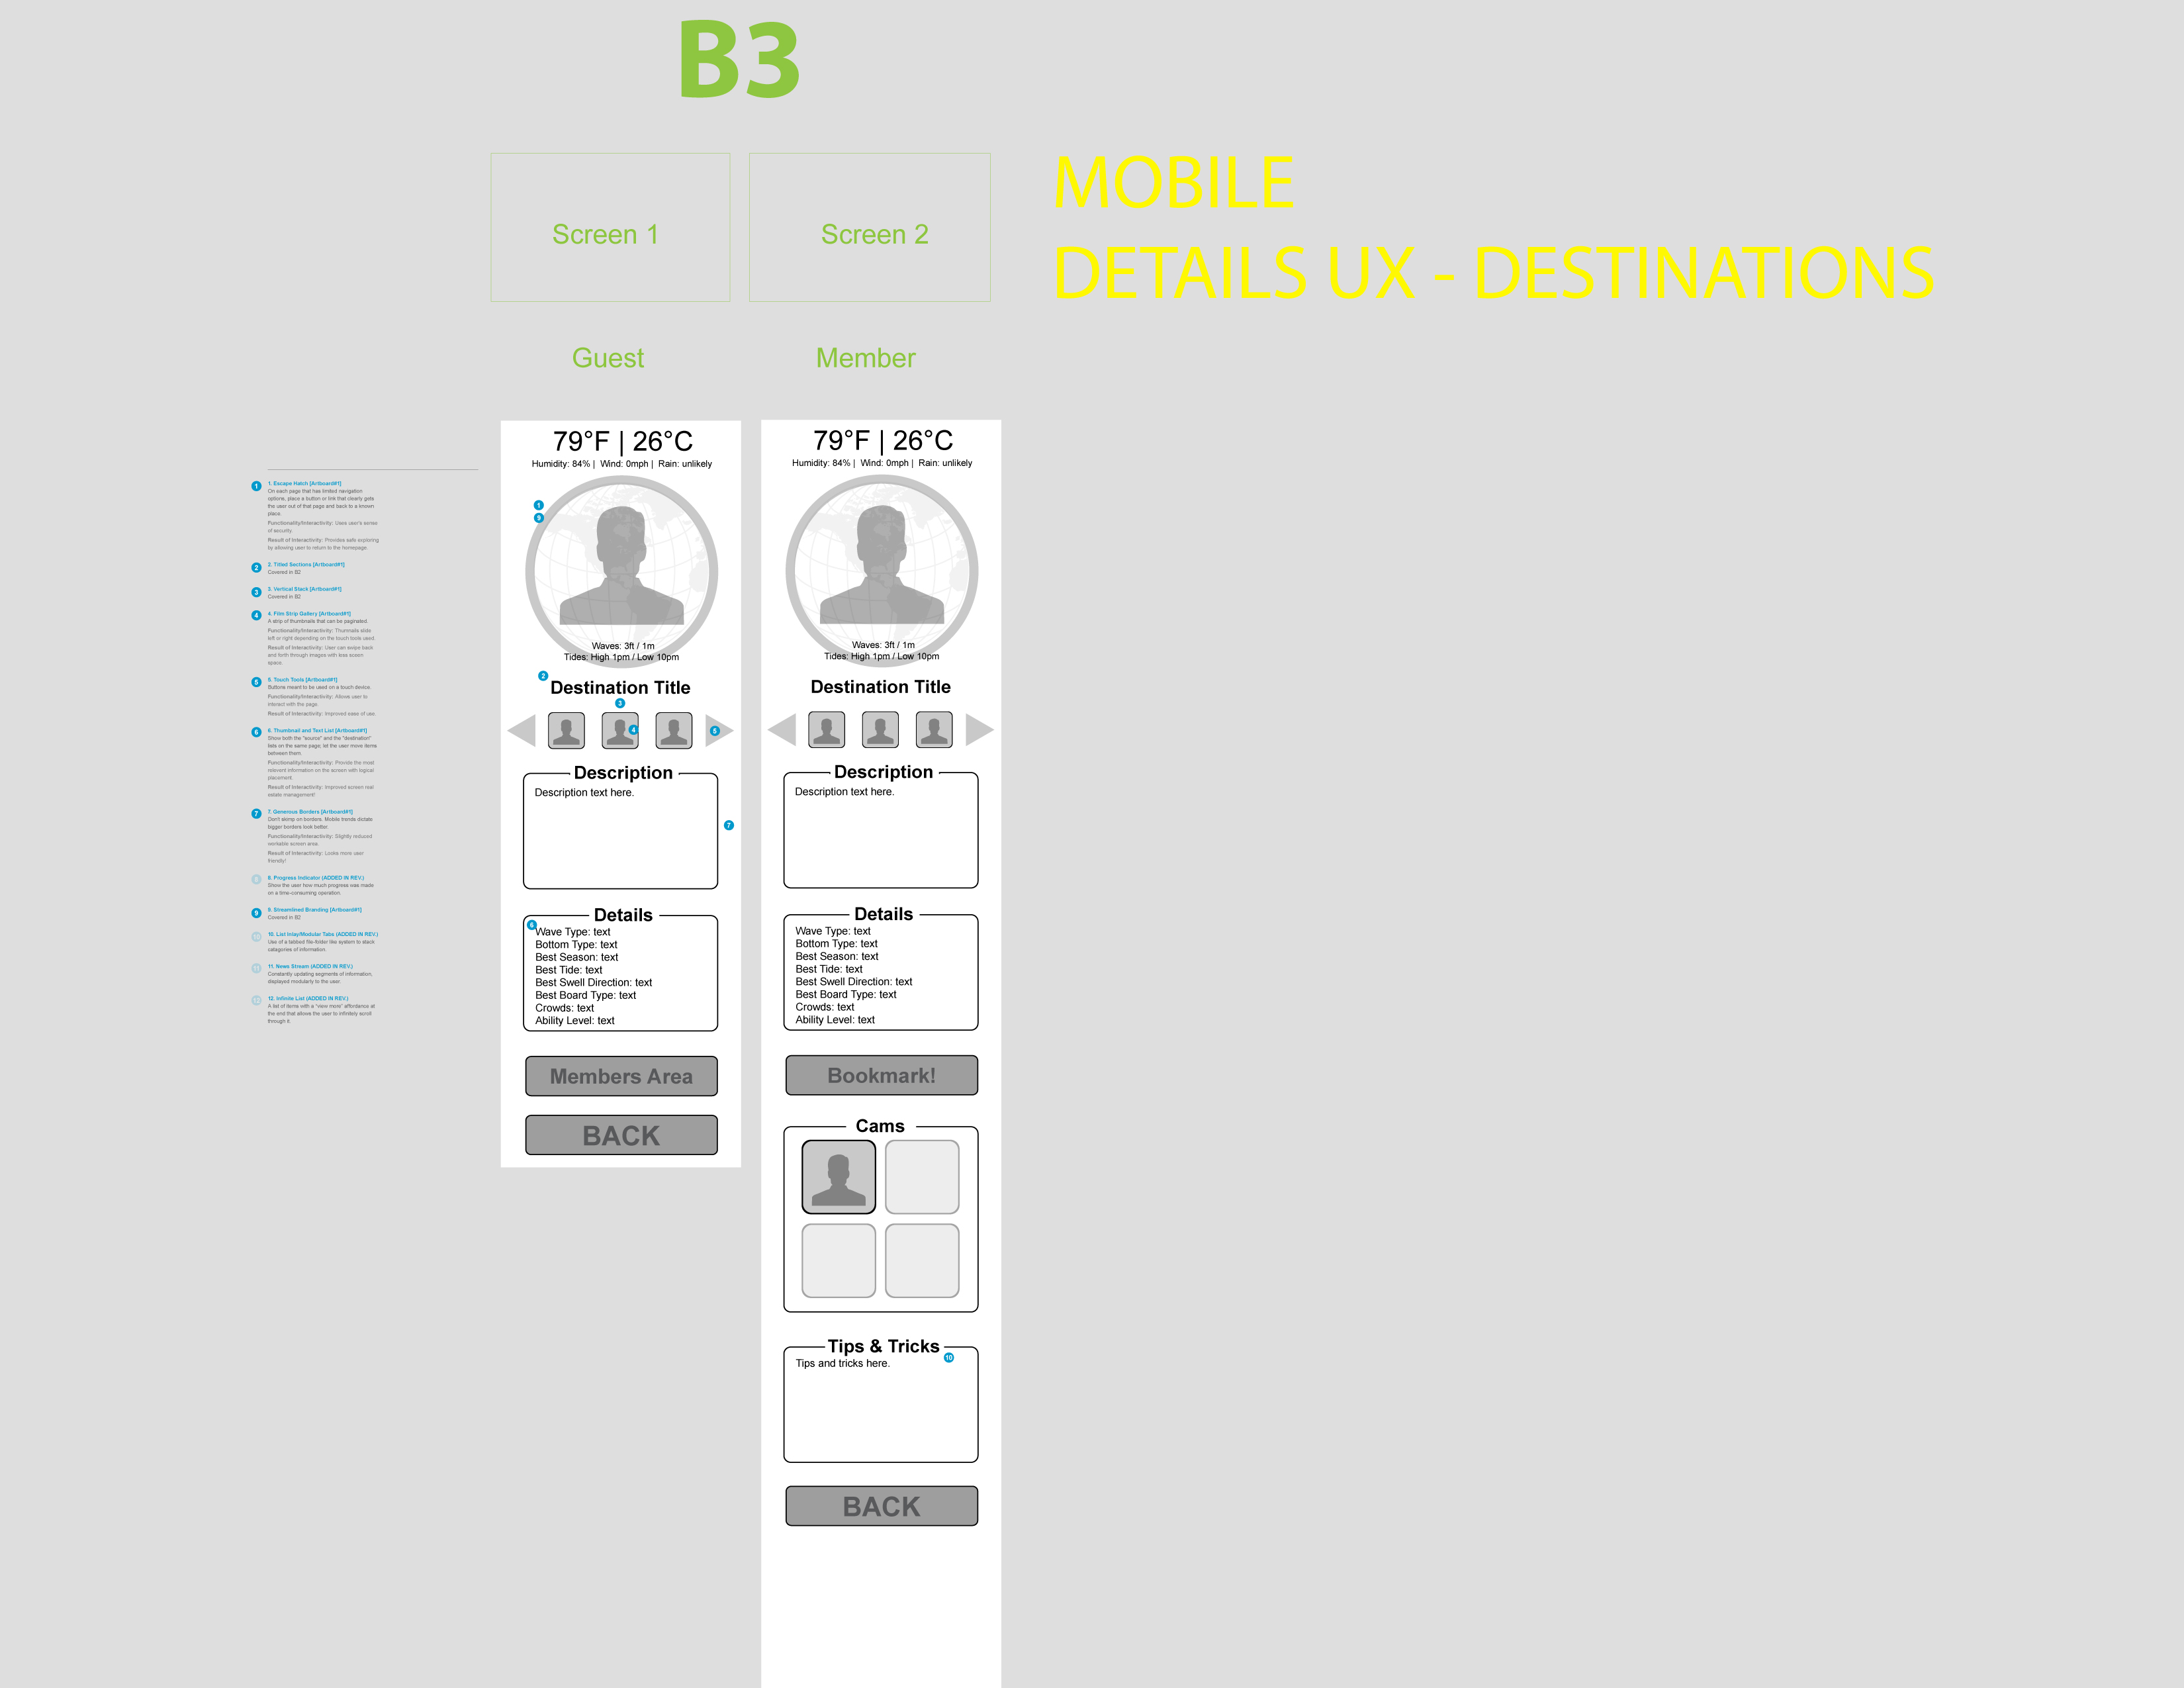 B3
Screen 1
Screen 2
MOBILE
DETAILS UX - DESTINATIONS
Guest
Member
1
1. Escape Hatch [Artboard#1]
On each page that has limited navigation
options, place a button or link that clearly gets
the user out of that page and back to a known
place.
Functionality/Interactivity: Uses user's sense
of security.
Result of Interactivity: Provides safe exploring
by allowing user to return to the homepage.
2
2. Titled Sections [Artboard#1]
Covered in B2
3
3. Vertical Stack [Artboard#1]
Covered in B2
4
4. Film Strip Gallery [Artboard#1]
A strip of thumbnails that can be paginated.
Functionality/Interactivity: Thumnails slide
left or right depending on the touch tools used.
Result of Interactivity: User can swipe back
and forth through images with less sceen
space.
5
5. Touch Tools [Artboard#1]
Buttons meant to be used on a touch device.
Functionality/Interactivity: Allows user to
interact with the page.
Result of Interactivity: Improved ease of use.
6
6. Thumbnail and Text List [Artboard#1]
Show both the "source" and the "destination"
lists on the same page; let the user move items
between them.
Functionality/Interactivity: Provide the most
relevent information on the screen with logical
placement
Result of Interactivity: Improved screen real
estate management!
7
7. Generous Borders [Artboard#1]
Don't skimp on borders. Mobile trends dictate
bigger borders look better.
Functionality/Interactivity: Slightly reduced
workable screen area
Result of Interactivity: Looks more user
friendly!
8
8. Progress Indicator (ADDED IN REV.)
Show the user how much progress was made
on a time-consuming operation.
9
9. Streamlined Branding [Artboard#1]
Covered in B2
10
10. List Inlay/Modular Tabs (ADDED IN REV.)
Use of a tabbed file-folder like system to stack
catagories of information.
11
11. News Stream (ADDED IN REV.)
Constantly updating segments of information,
displayed modularly to the user.
12
12. Infinite List (ADDED IN REV.)
A list of items with a "view more" affordance at
the end that allows the user to infinitely scroll
through it.
79°F | 26°C
Humidity: 84% | Wind: 0mph | Rain: unlikely
1
9
Waves: 3ft / 1m
Tides: High 1pm / Low 10pm
2
Destination Title
3
4
5
Description
Description text here.
7
Details
6
Wave Type: text
Bottom Type: text
Best Season: text
Best Tide: text
Best Swell Direction: text
Best Board Type: text
Crowds: text
Ability Level: text
Members Area
BACK
79°F | 26°C
Humidity: 84% | Wind: 0mph | Rain: unlikely
Waves: 3ft / 1m
Tides: High 1pm / Low 10pm
Destination Title
Description
Description text here.
Details
Wave Type: text
Bottom Type: text
Best Season: text
Best Tide: text
Best Swell Direction: text
Best Board Type: text
Crowds: text
Ability Level: text
Bookmark!
Cams
Tips & Tricks
10
Tips and tricks here.
BACK